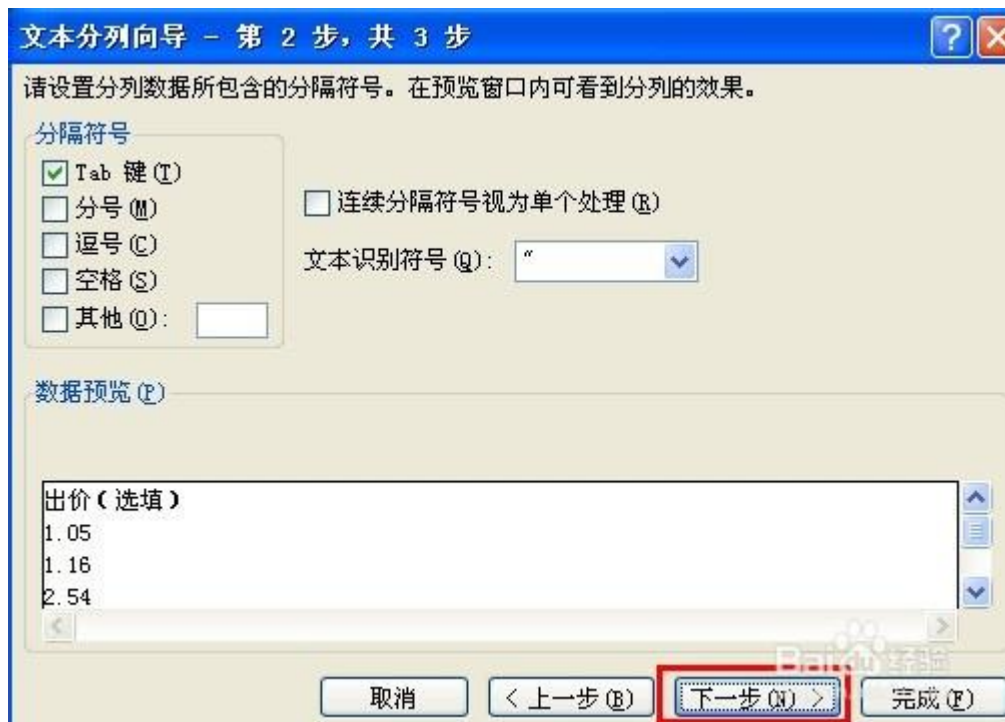 文本分列向导 - 第 2 步，共 3 步
请设置分列数据所包含的分隔符号。在预览窗口内可看到分列的效果。
分隔符号
Tab 键(T)
分号(M)
逗号(C)
空格(S)
其他(O):
连续分隔符号视为单个处理(R)
文本识别符号(Q): "
数据预览(P)
出价(选填)
1.05
1.16
2.54
Baidu 经验
取消 < 上一步(B) 下一步(N) > 完成(F)